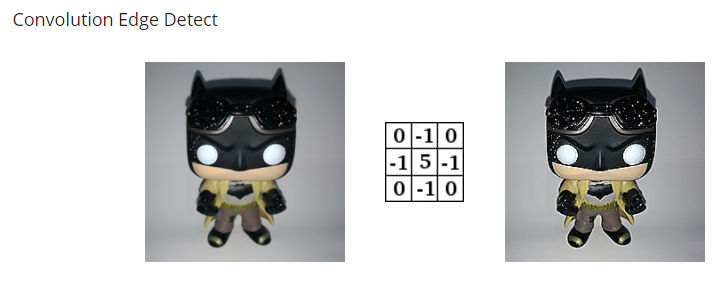 Convolution Edge Detect
0 -1 0
-1 5 -1
0 -1 0